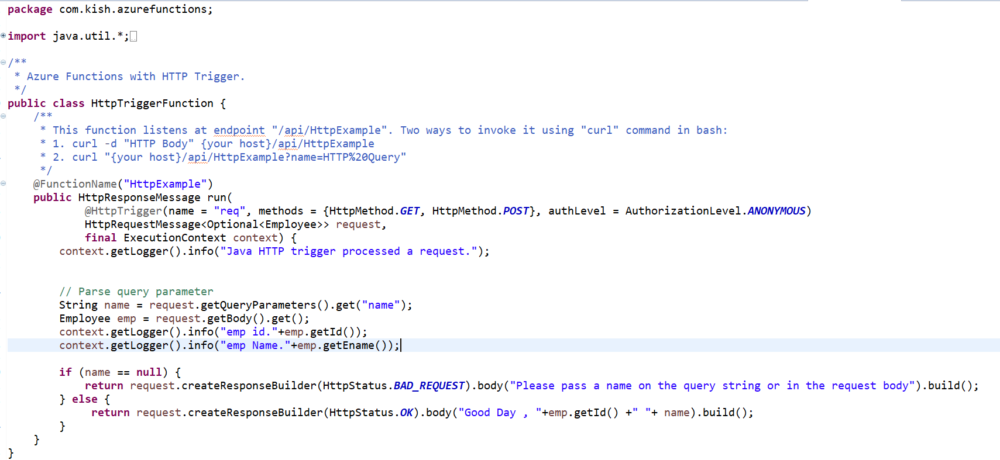 package com.kish.azurefunctions;
import java.util.*;
/**
 * Azure Functions with HTTP Trigger.
 */
public class HttpTriggerFunction {
    /**
     * This function listens at endpoint "/api/HttpExample". Two ways to invoke it using "curl" command in bash:
     * 1. curl -d "HTTP Body" {your host}/api/HttpExample
     * 2. curl "{your host}/api/HttpExample?name=HTTP%20Query"
     */
    @FunctionName("HttpExample")
    public HttpResponseMessage run(
            @HttpTrigger(name = "req", methods = {HttpMethod.GET, HttpMethod.POST}, authLevel = AuthorizationLevel.ANONYMOUS)
            HttpRequestMessage<Optional<Employee>> request,
            final ExecutionContext context) {
        context.getLogger().info("Java HTTP trigger processed a request.");
        // Parse query parameter
        String name = request.getQueryParameters().get("name");
        Employee emp = request.getBody().get();
        context.getLogger().info("emp id."+emp.getId());
        context.getLogger().info("emp Name."+emp.getEname());
        if (name == null) {
            return request.createResponseBuilder(HttpStatus.BAD_REQUEST).body("Please pass a name on the query string or in the request body").build();
        } else {
             return request.createResponseBuilder(HttpStatus.OK).body("Good Day , "+emp.getId() +" "+ name).build();
        }
    }
}